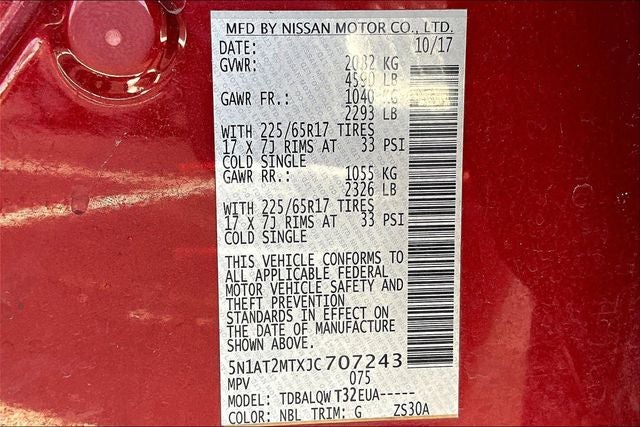 MFD BY NISSAN MOTOR CO., LTD.
DATE: 10/17
GVWR: 2082 KG
4590 LB
GAWR FR.: 1040 KG
2293 LB
WITH 225/65R17 TIRES
17 X 7J RIMS AT 33 PSI
COLD SINGLE
GAWR RR.: 1055 KG
2326 LB
WITH 225/65R17 TIRES
17 X 7J RIMS AT 33 PSI
COLD SINGLE
THIS VEHICLE CONFORMS TO
ALL APPLICABLE FEDERAL
MOTOR VEHICLE SAFETY AND
THEFT PREVENTION
STANDARDS IN EFFECT ON
THE DATE OF MANUFACTURE
SHOWN ABOVE.
5N1AT2MTXJC707243
MPV 075
MODEL: TDBALQW T32EUA-----
COLOR: NBL TRIM: G ZS30A